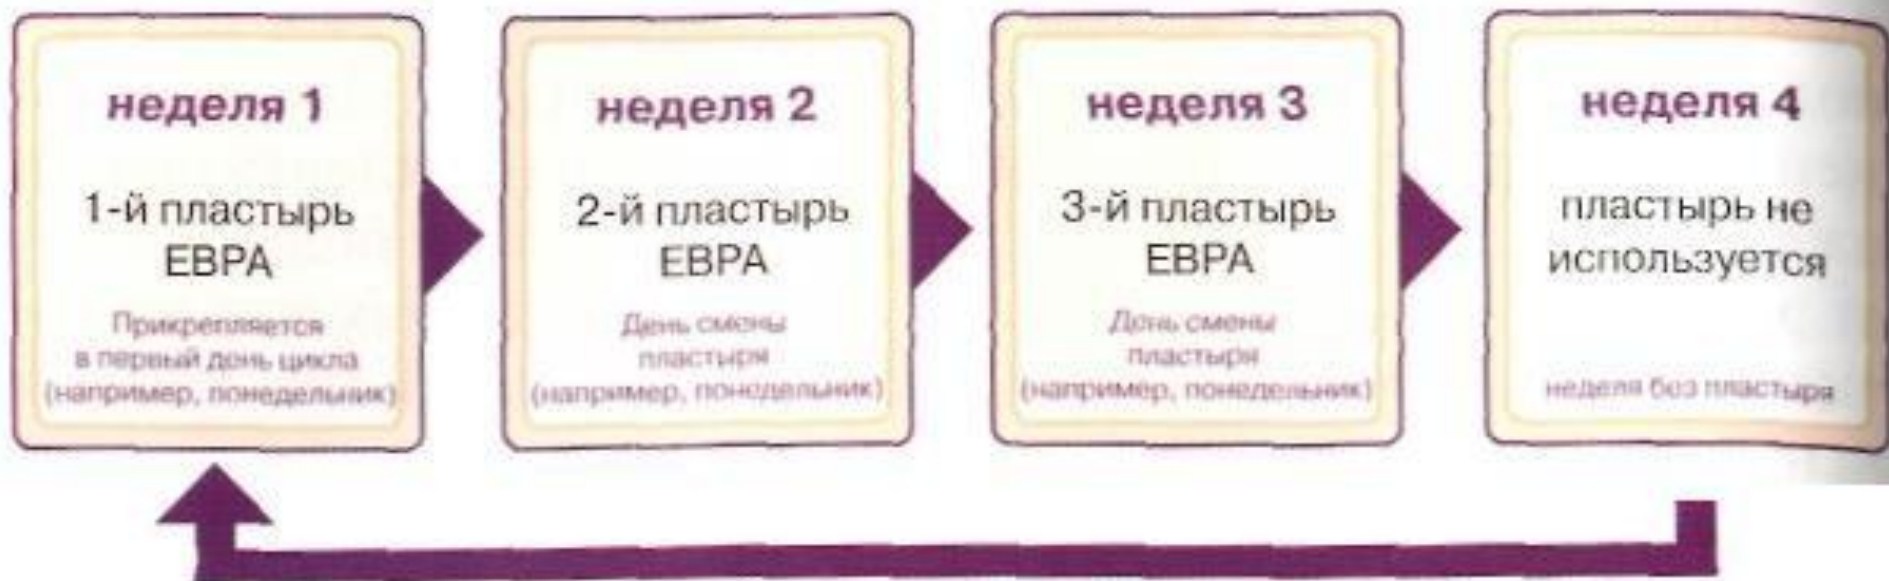 неделя 1
1-й пластырь
ЕВРА
Прикрепляется
в первый день цикла
(например, понедельник)
неделя 2
2-й пластырь
ЕВРА
День смены
пластыря
(например, понедельник)
неделя 3
3-й пластырь
ЕВРА
День смены
пластыря
(например, понедельник)
неделя 4
пластырь не
используется
неделя без пластыря